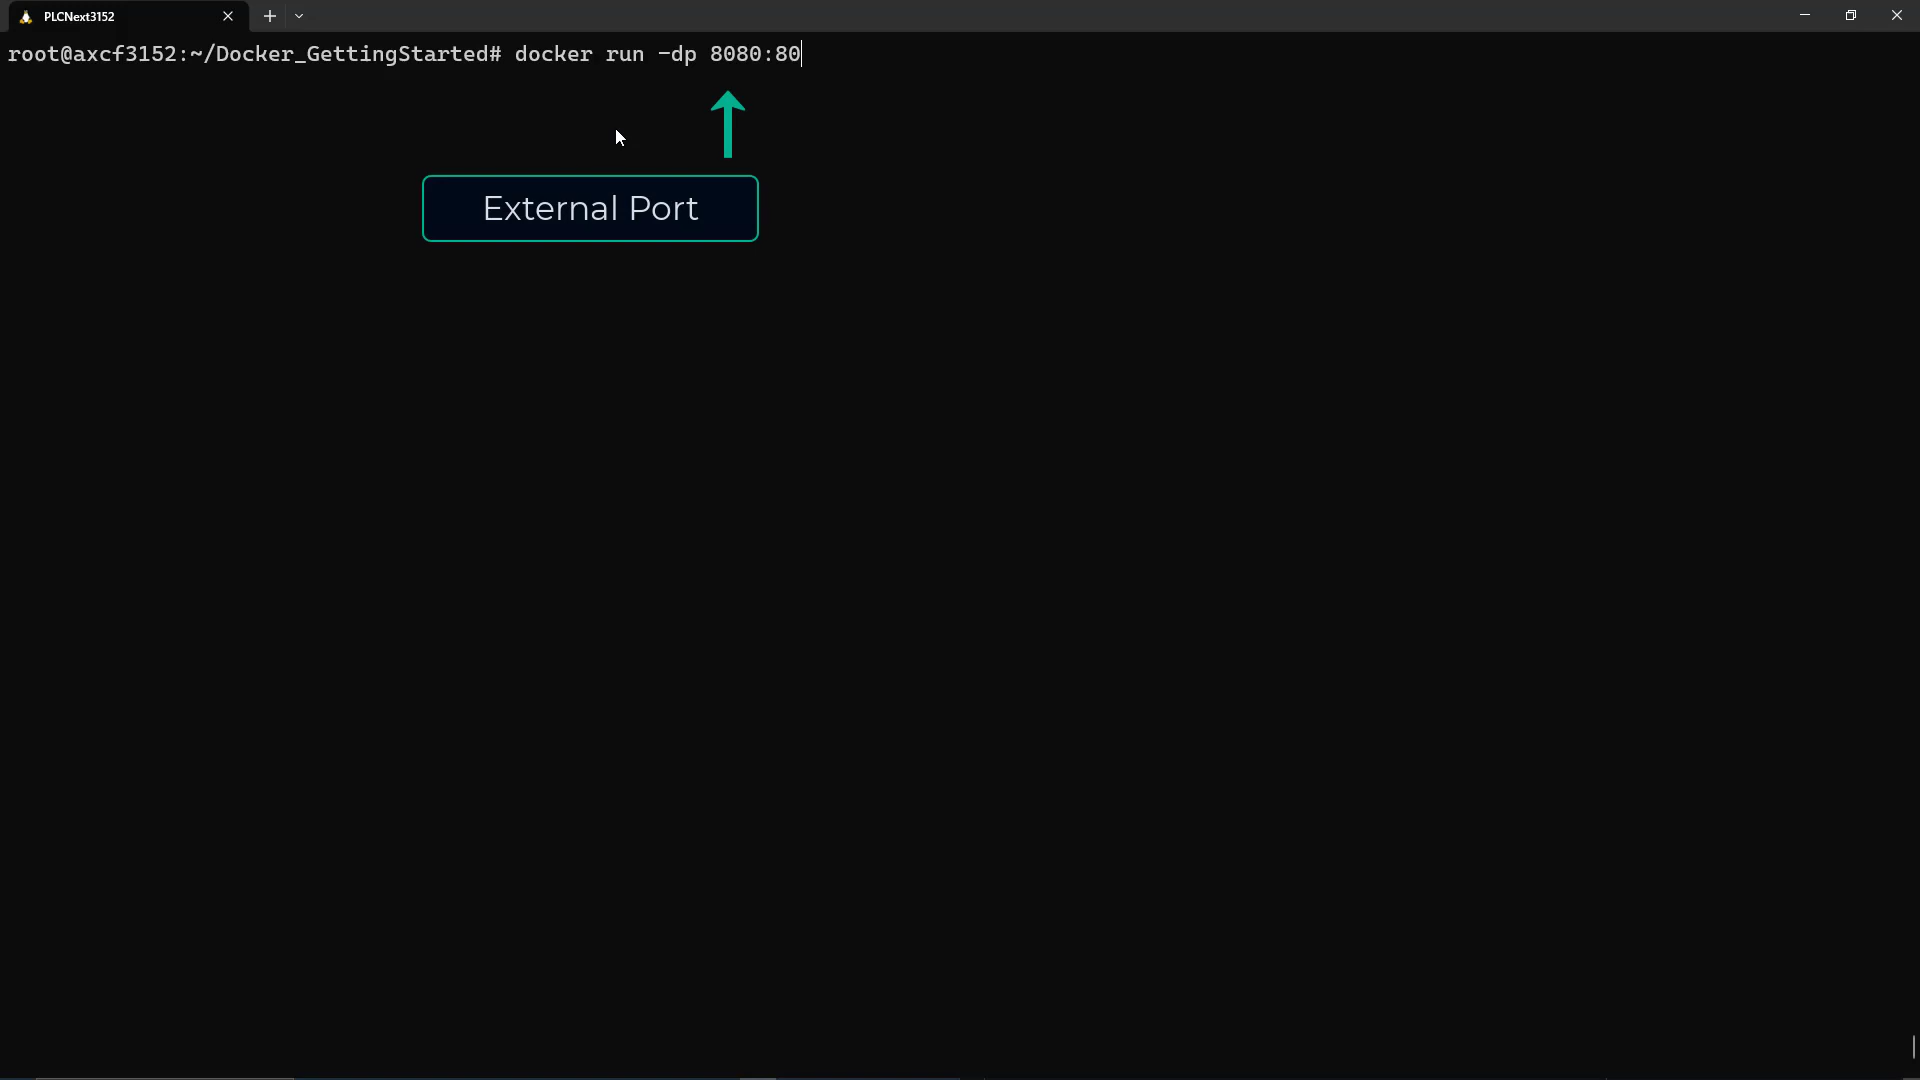 PLCNext3152
root@axcf3152:~/Docker_GettingStarted# docker run -dp 8080:80
External Port